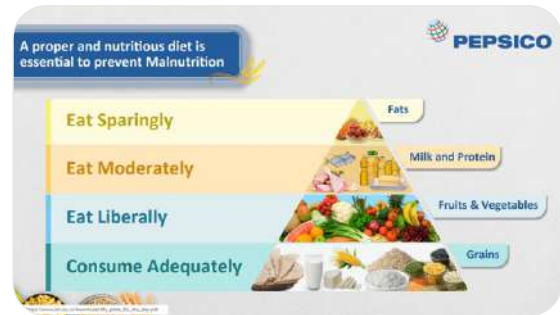 A proper and nutritious diet is
essential to prevent Malnutrition
PEPSICO
Eat Sparingly
Fats
Eat Moderately
Milk and Protein
Eat Liberally
Fruits & Vegetables
Consume Adequately
Grains